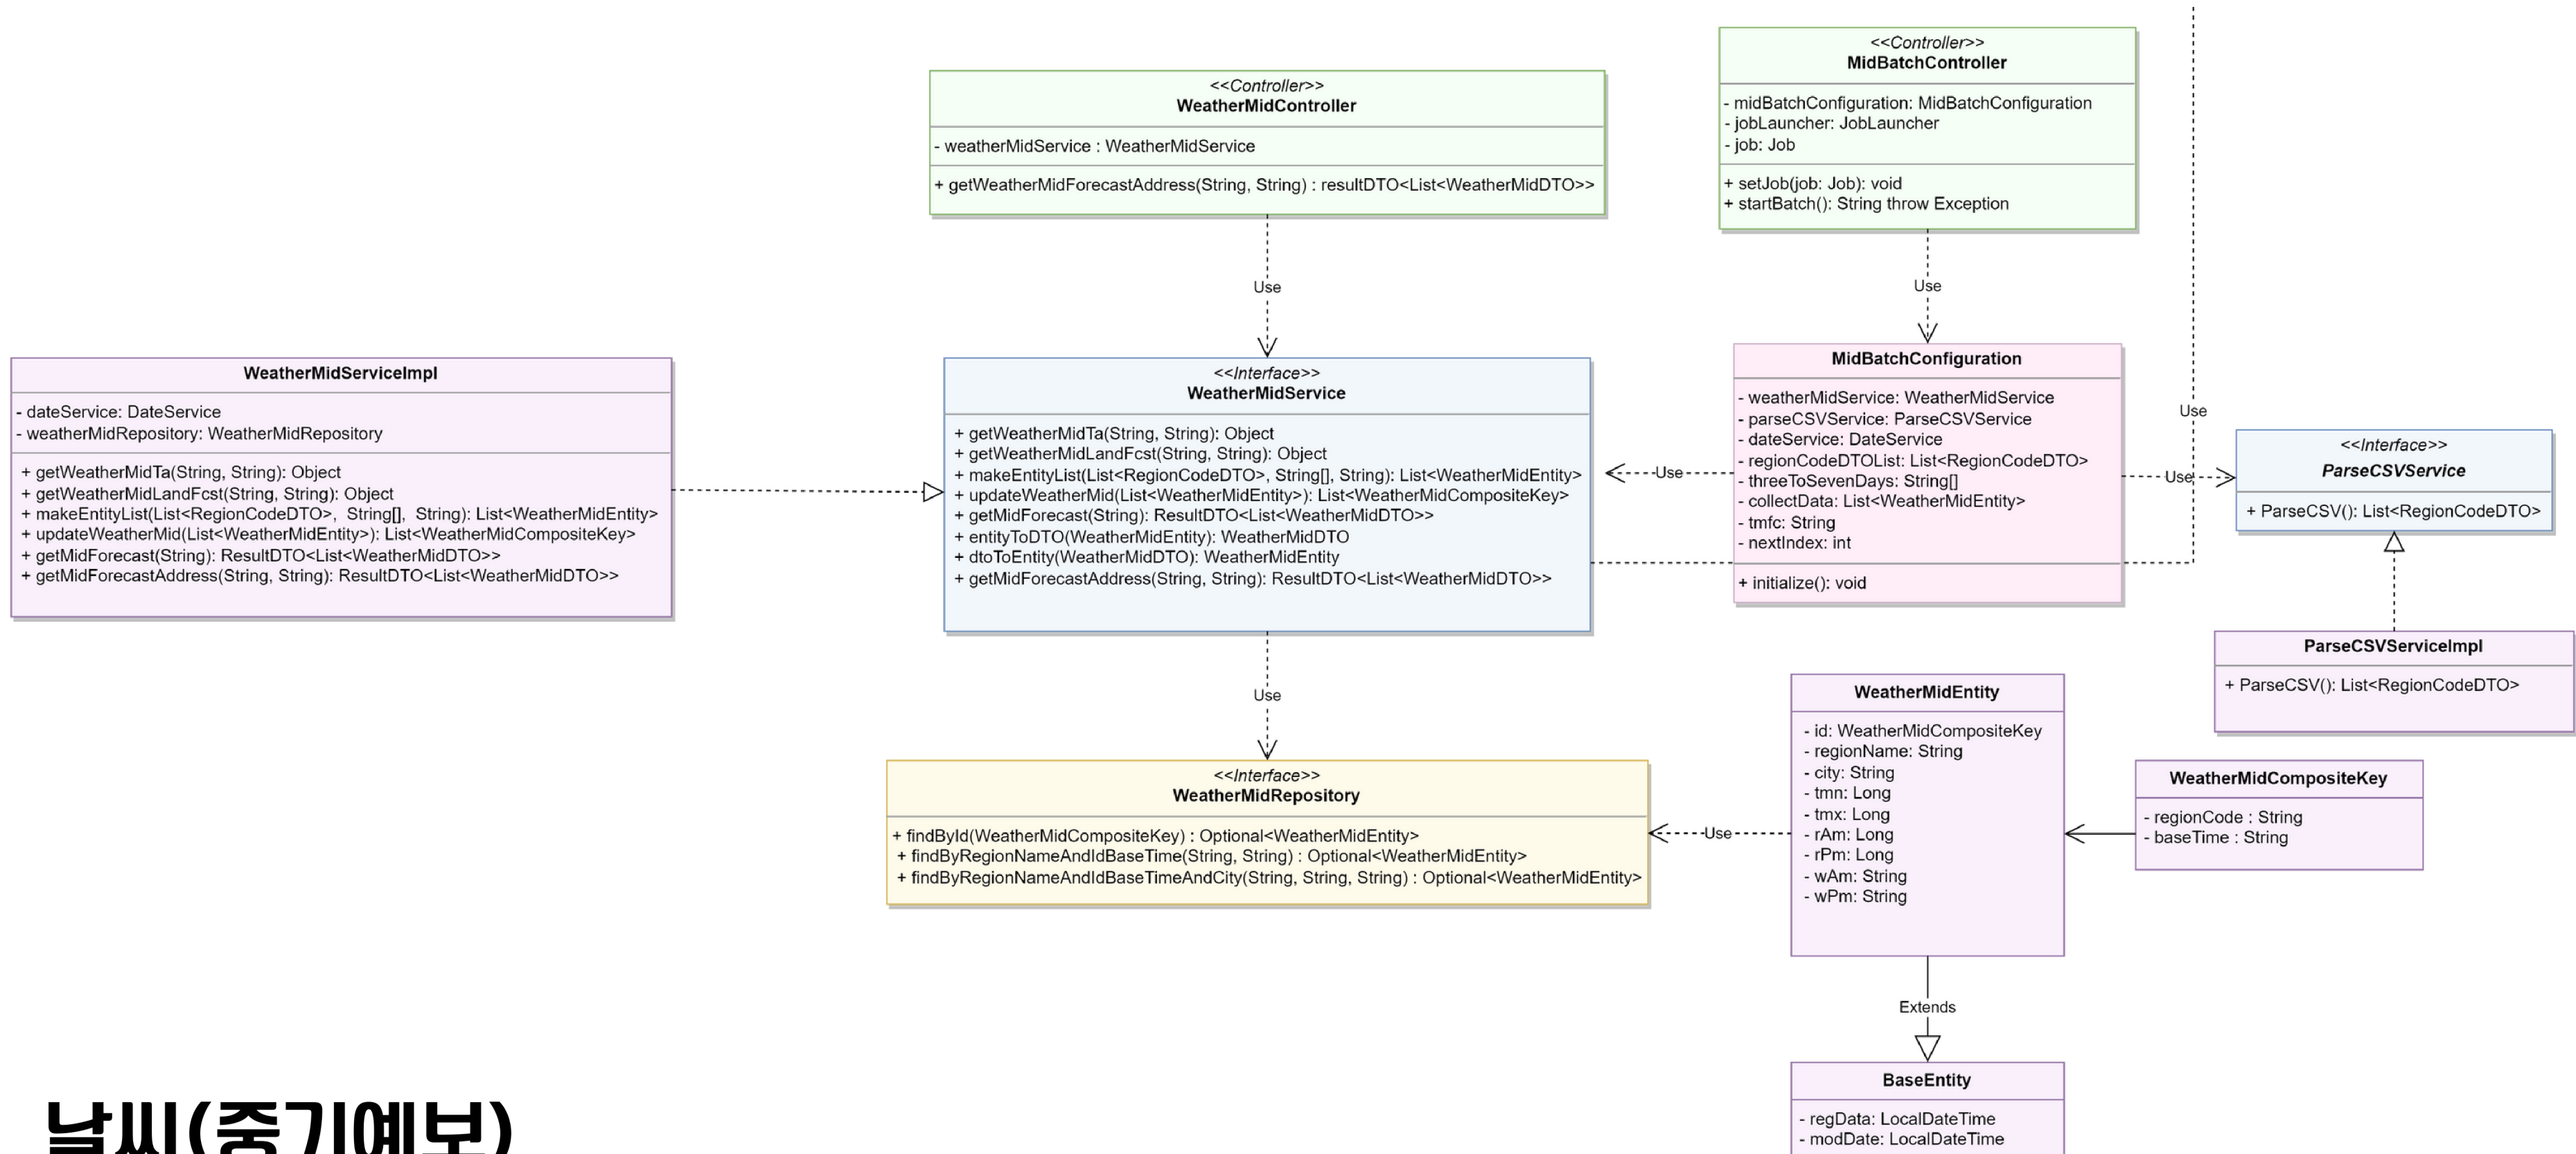 <<Controller>>
WeatherMidController
- weatherMidService : WeatherMidService
+ getWeatherMidForecastAddress(String, String) : resultDTO<List<WeatherMidDTO>>
<<Controller>>
MidBatchController
- midBatchConfiguration: MidBatchConfiguration
- jobLauncher: JobLauncher
- job: Job
+ setJob(job: Job): void
+ startBatch(): String throw Exception
Use
Use
WeatherMidServiceImpl
- dateService: DateService
- weatherMidRepository: WeatherMidRepository
+ getWeatherMidTa(String, String): Object
+ getWeatherMidLandFcst(String, String): Object
+ makeEntityList(List<RegionCodeDTO>, String[], String): List<WeatherMidEntity>
+ updateWeatherMid(List<WeatherMidEntity>): List<WeatherMidCompositeKey>
+ getMidForecast(String): ResultDTO<List<WeatherMidDTO>>
+ getMidForecastAddress(String, String): ResultDTO<List<WeatherMidDTO>>
<<Interface>>
WeatherMidService
+ getWeatherMidTa(String, String): Object
+ getWeatherMidLandFcst(String, String): Object
+ makeEntityList(List<RegionCodeDTO>, String[], String): List<WeatherMidEntity>
+ updateWeatherMid(List<WeatherMidEntity>): List<WeatherMidCompositeKey>
+ getMidForecast(String): ResultDTO<List<WeatherMidDTO>>
+ entityToDTO(WeatherMidEntity): WeatherMidDTO
+ dtoToEntity(WeatherMidDTO): WeatherMidEntity
+ getMidForecastAddress(String, String): ResultDTO<List<WeatherMidDTO>>
Use
MidBatchConfiguration
- weatherMidService: WeatherMidService
- parseCSVService: ParseCSVService
- dateService: DateService
- regionCodeDTOList: List<RegionCodeDTO>
- threeToSevenDays: String[]
- collectData: List<WeatherMidEntity>
- tmfc: String
- nextIndex: int
+ initialize(): void
Use
Use
<<Interface>>
ParseCSVService
+ ParseCSV(): List<RegionCodeDTO>
ParseCSVServiceImpl
+ ParseCSV(): List<RegionCodeDTO>
Use
<<Interface>>
WeatherMidRepository
+ findById(WeatherMidCompositeKey) : Optional<WeatherMidEntity>
+ findByRegionNameAndIdBaseTime(String, String) : Optional<WeatherMidEntity>
+ findByRegionNameAndIdBaseTimeAndCity(String, String, String) : Optional<WeatherMidEntity>
Use
WeatherMidEntity
- id: WeatherMidCompositeKey
- regionName: String
- city: String
- tmn: Long
- tmx: Long
- rAm: Long
- rPm: Long
- wAm: String
- wPm: String
WeatherMidCompositeKey
- regionCode : String
- baseTime : String
Extends
BaseEntity
- regData: LocalDateTime
- modDate: LocalDateTime
날씨(중기예보)